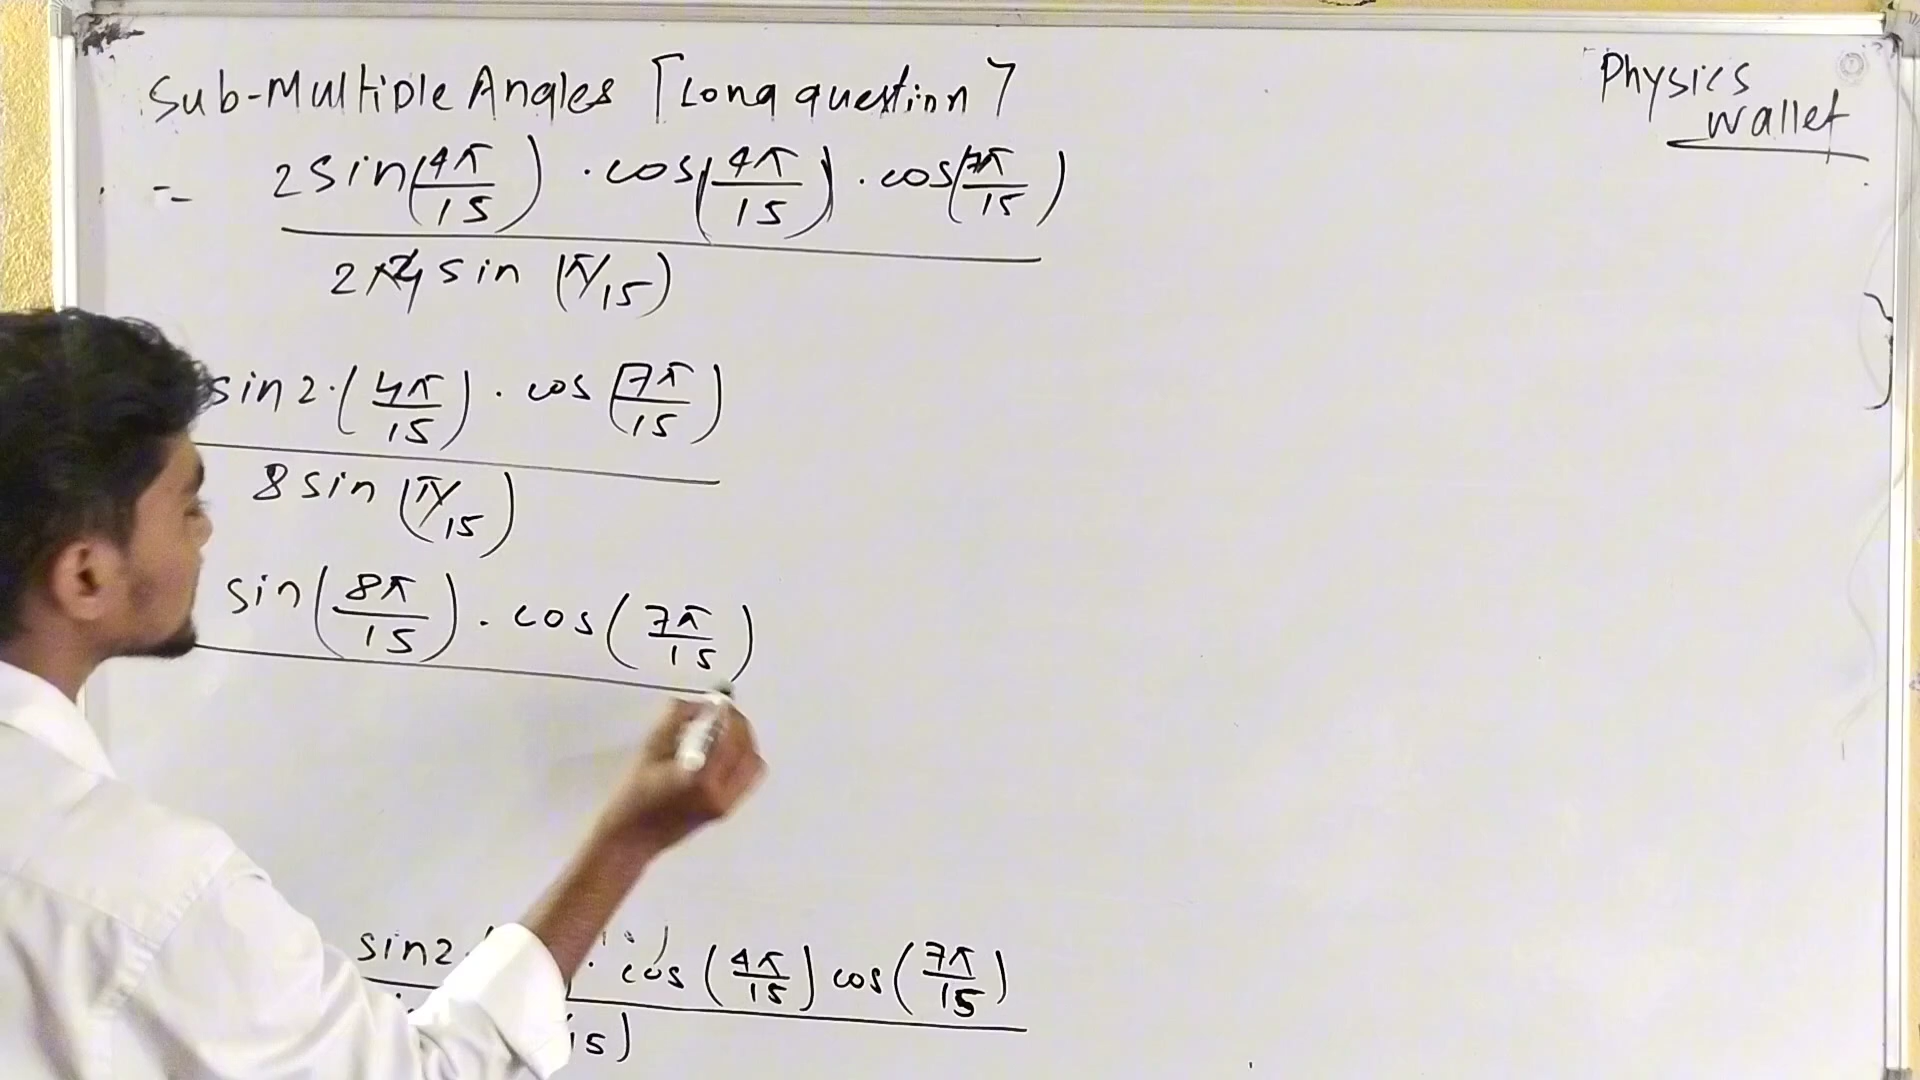 Sub-Multiple Angles [Long question]
Physics
Wallet
= 2 sin(4π/15) · cos(4π/15) · cos(7π/15)
2×4 sin (π/15)
sin 2·(4π/15) · cos (7π/15)
8 sin (π/15)
sin(8π/15) · cos(7π/15)
sin2· · cos (4π/15) cos (7π/15)
15)